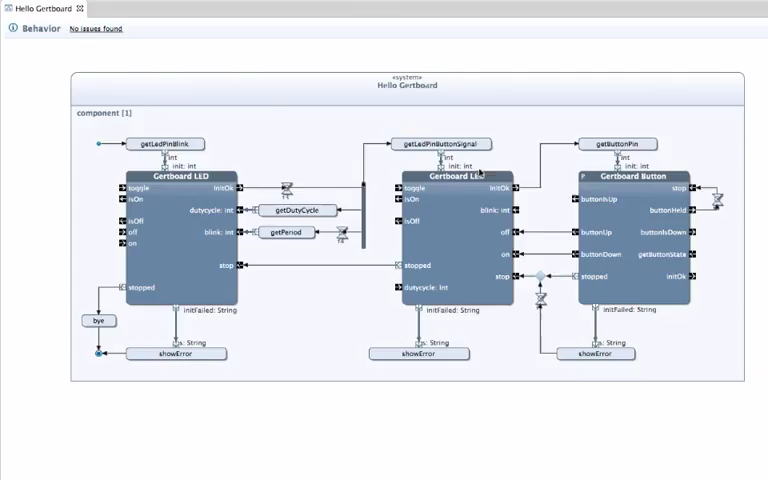 Hello Gertboard
Behavior No issues found
«system»
Hello Gertboard
component [1]
getLedPinBlink
int
init: int
Gertboard LED
toggle
initOk
isOn
dutycycle: int
isOff
off
blink: int
on
stop
stopped
initFailed: String
s: String
showError
bye
getDutyCycle
getPeriod
getLedPinButtonSignal
int
init: int
Gertboard
toggle
initOk
isOn
blink: int
isOff
off
on
stopped
stop
dutycycle: int
initFailed: String
s: String
showError
getButtonPin
int
init: int
P
Gertboard Button
stop
buttonIsUp
buttonHeld
buttonUp
buttonIsDown
buttonDown
getButtonState
stopped
initOk
initFailed: String
s: String
showError